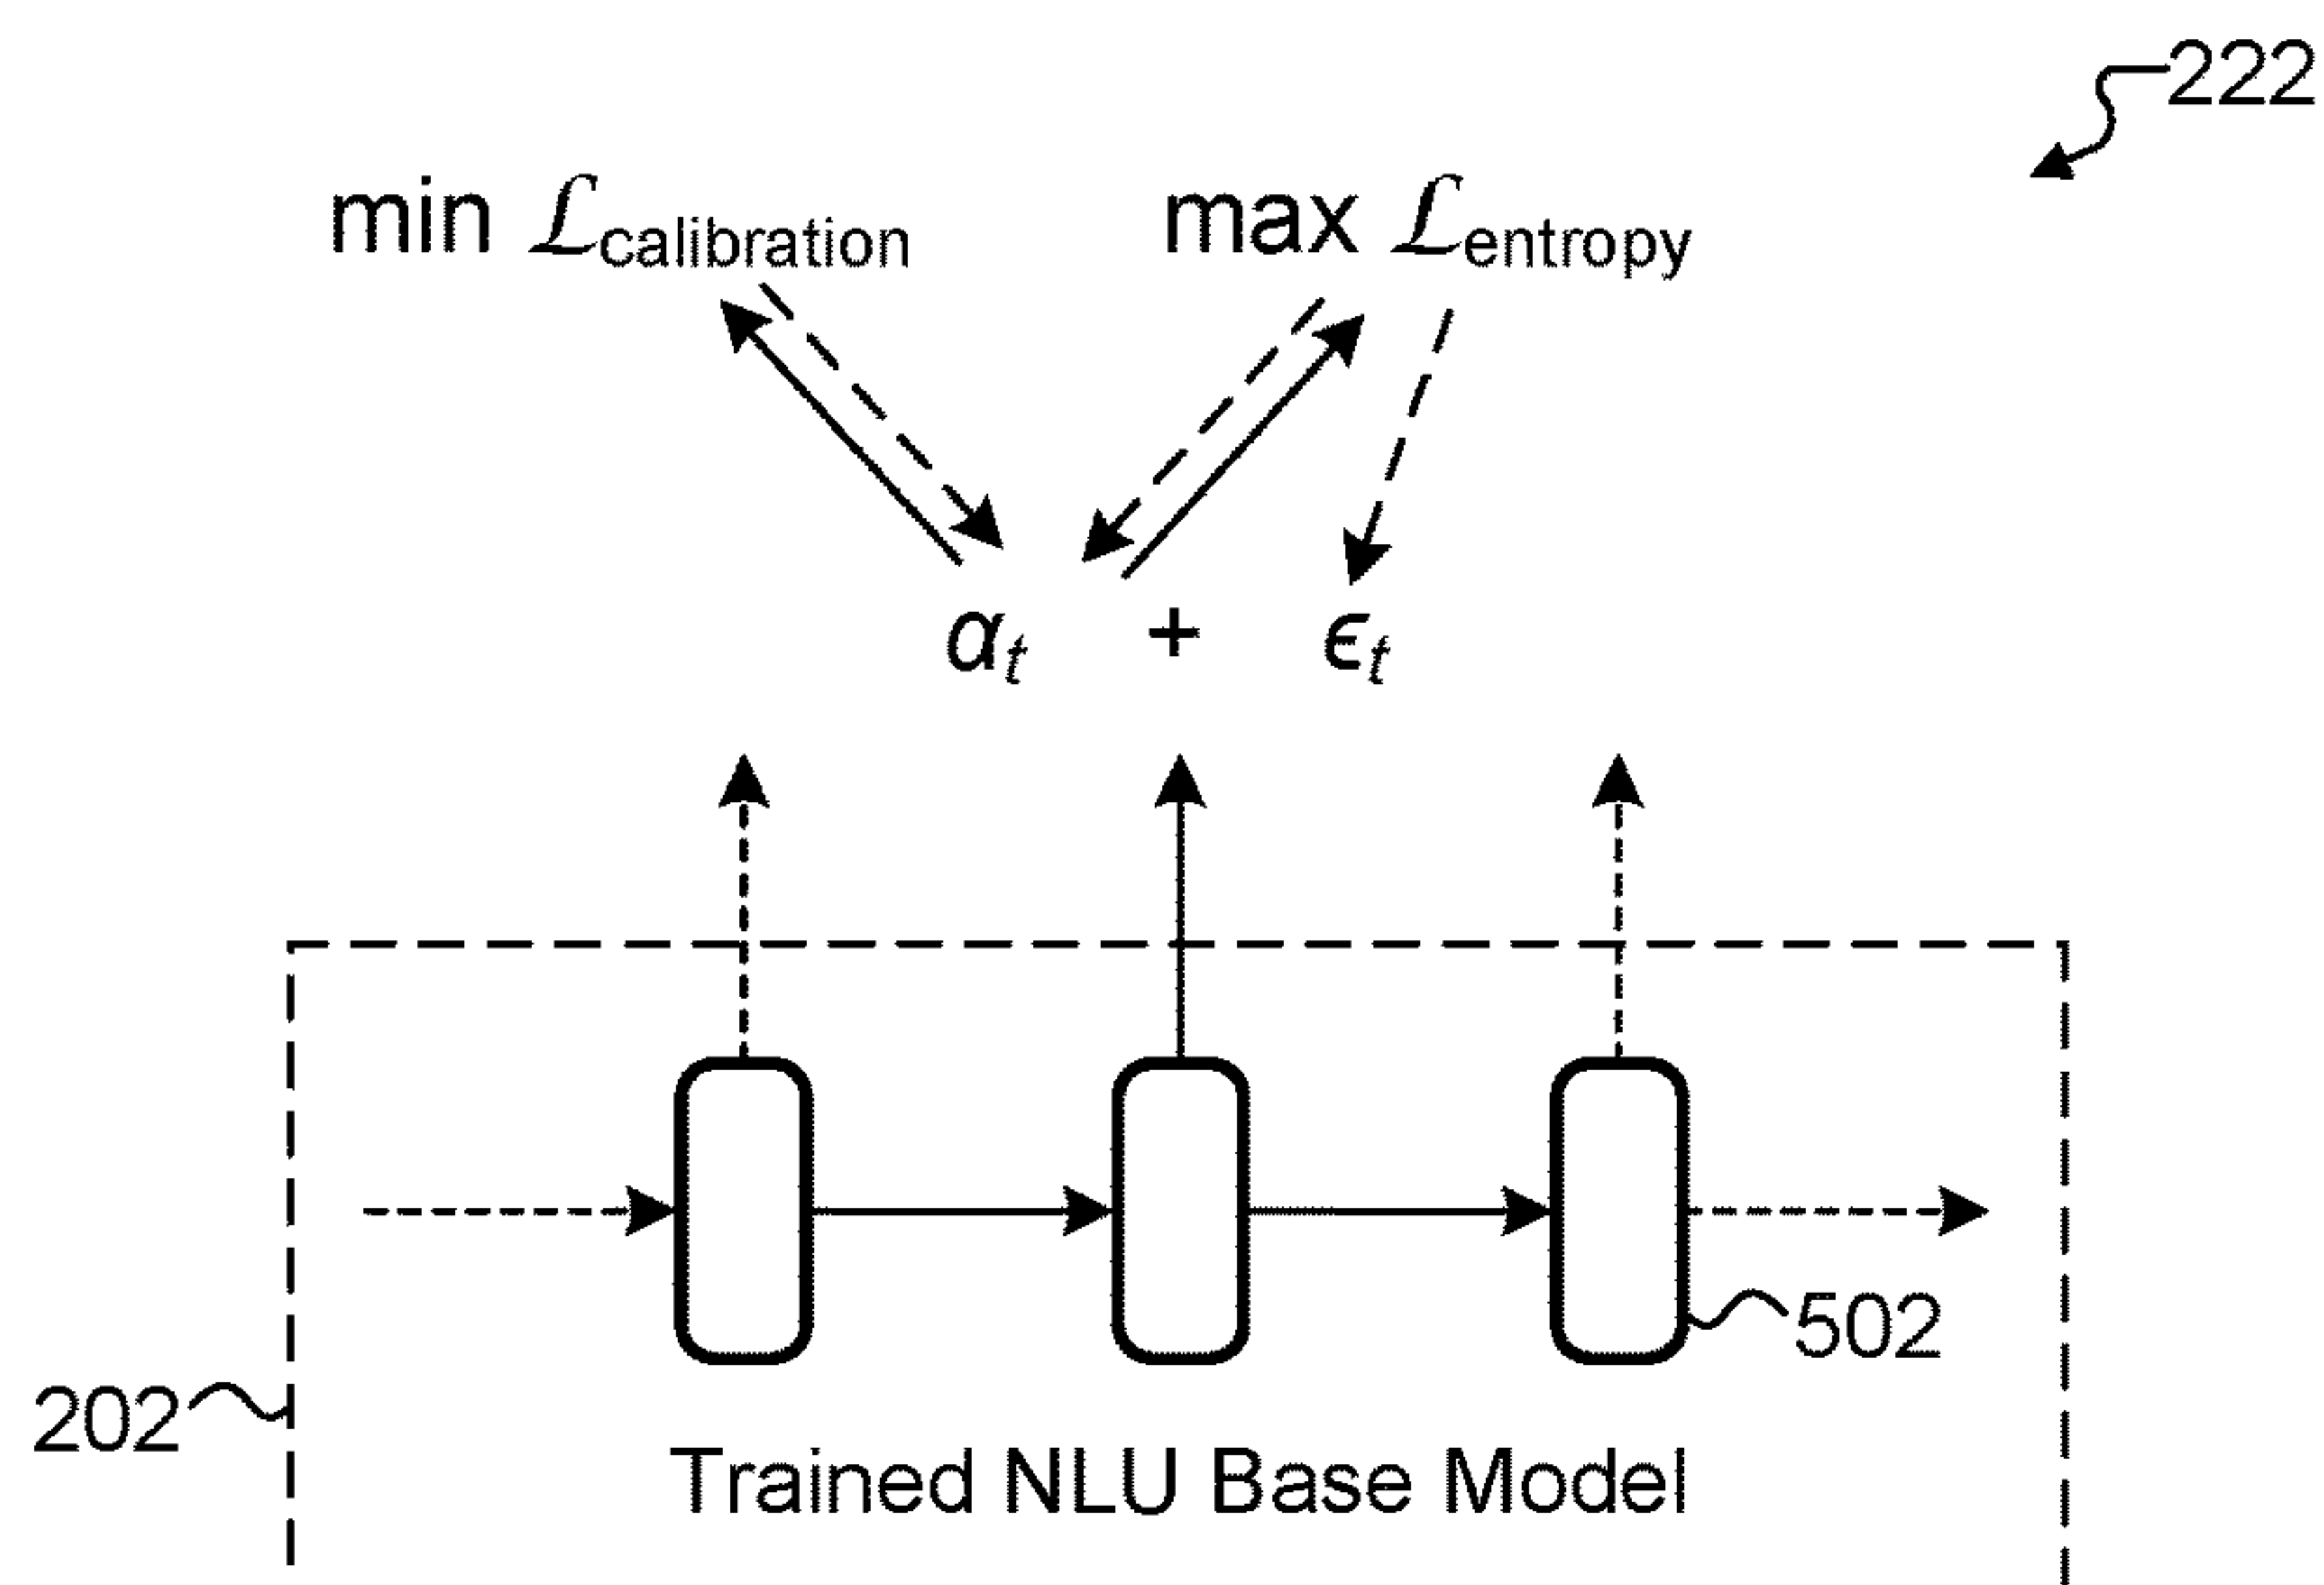 222
min ℒcalibration max ℒentropy
αt + ϵt
502
202
Trained NLU Base Model